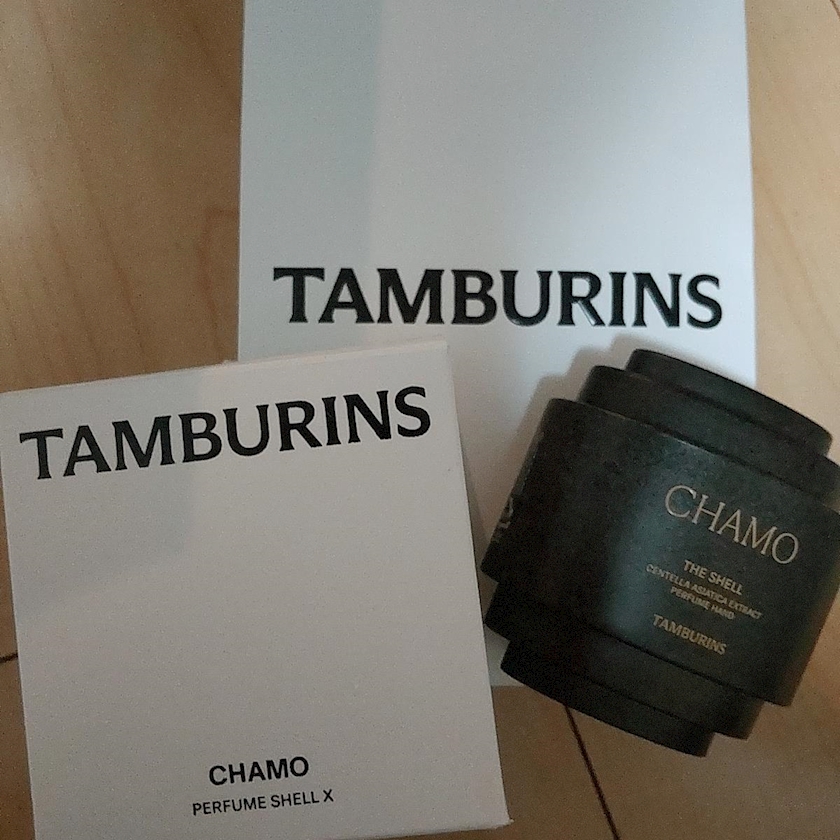 TAMBURINS
TAMBURINS
CHAMO
PERFUME SHELL X
CHAMO
THE SHELL
CENTELLA ASIATICA EXTRACT
PERFUME HAND
TAMBURINS